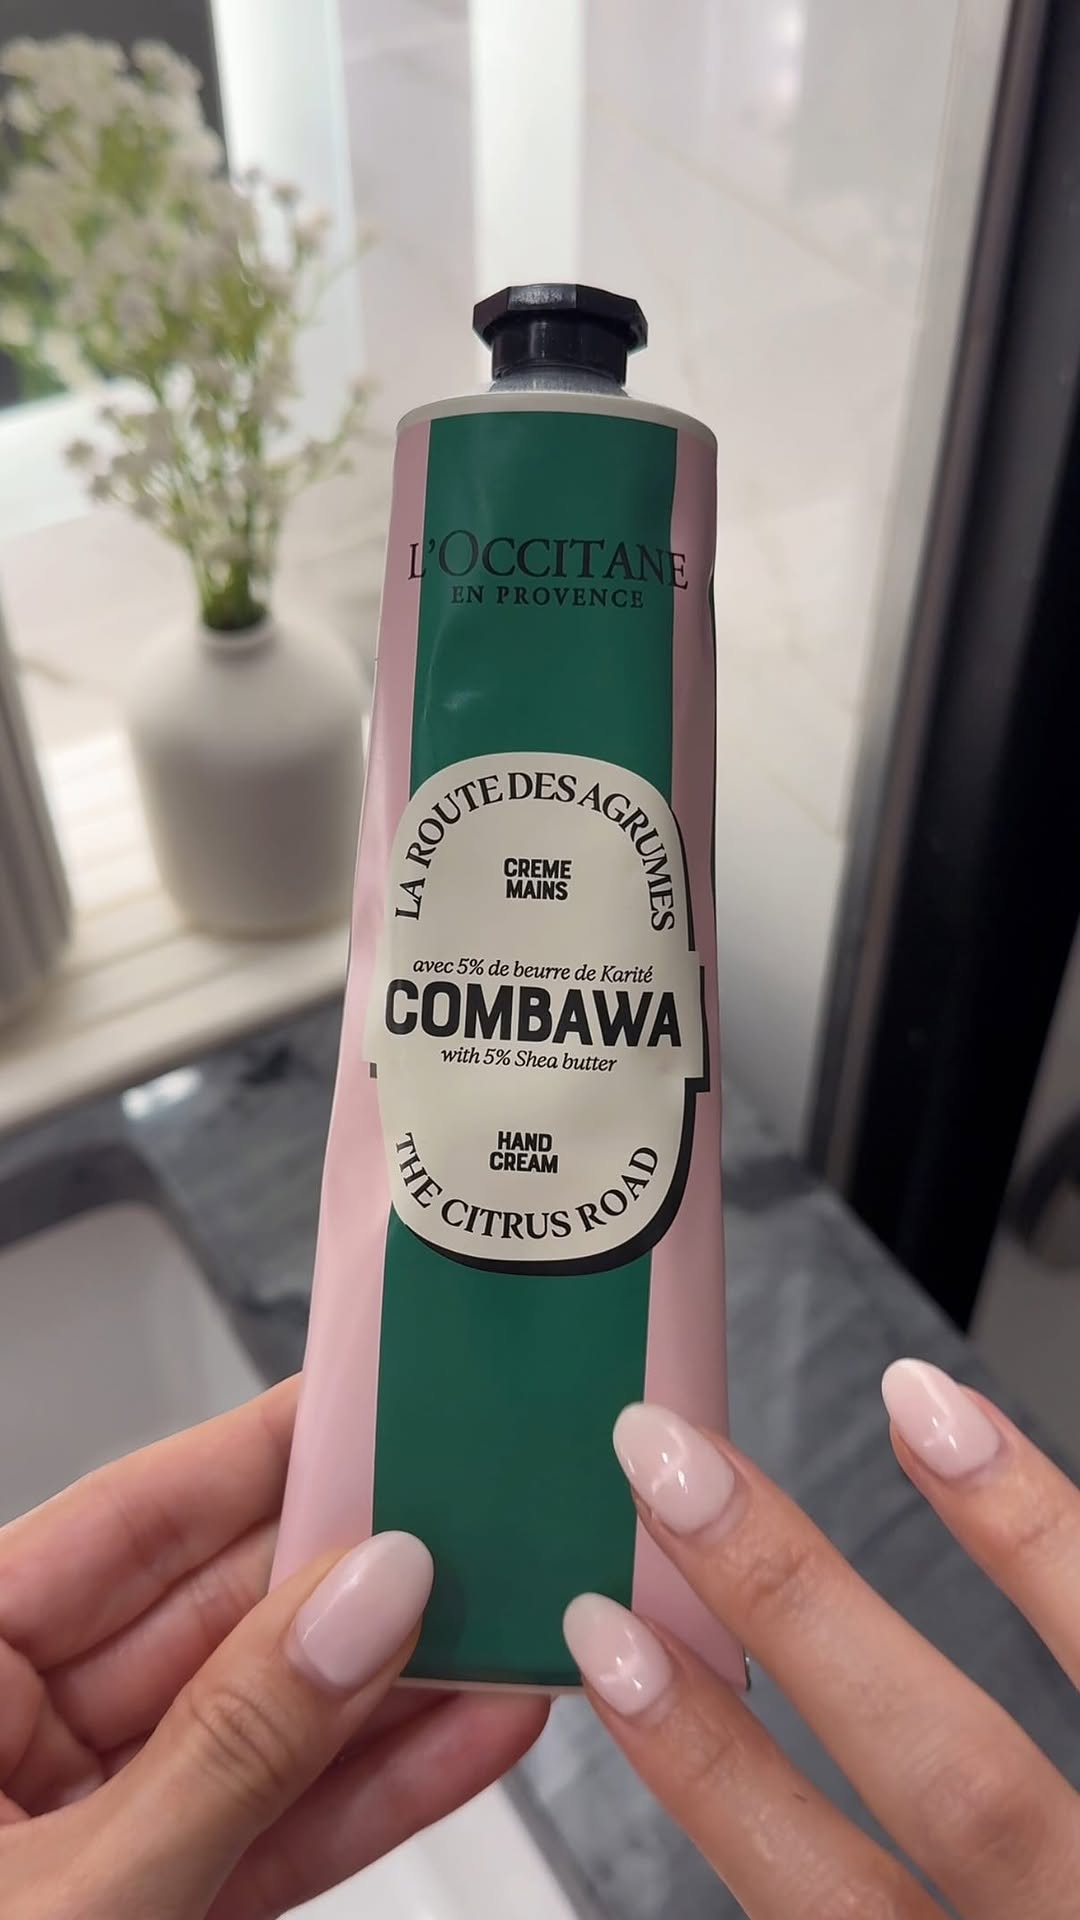 L'OCCITANE
EN PROVENCE
LA ROUTE DES AGRUMES
CREME
MAINS
avec 5% de beurre de Karité
COMBAWA
with 5% Shea butter
HAND
CREAM
THE CITRUS ROAD